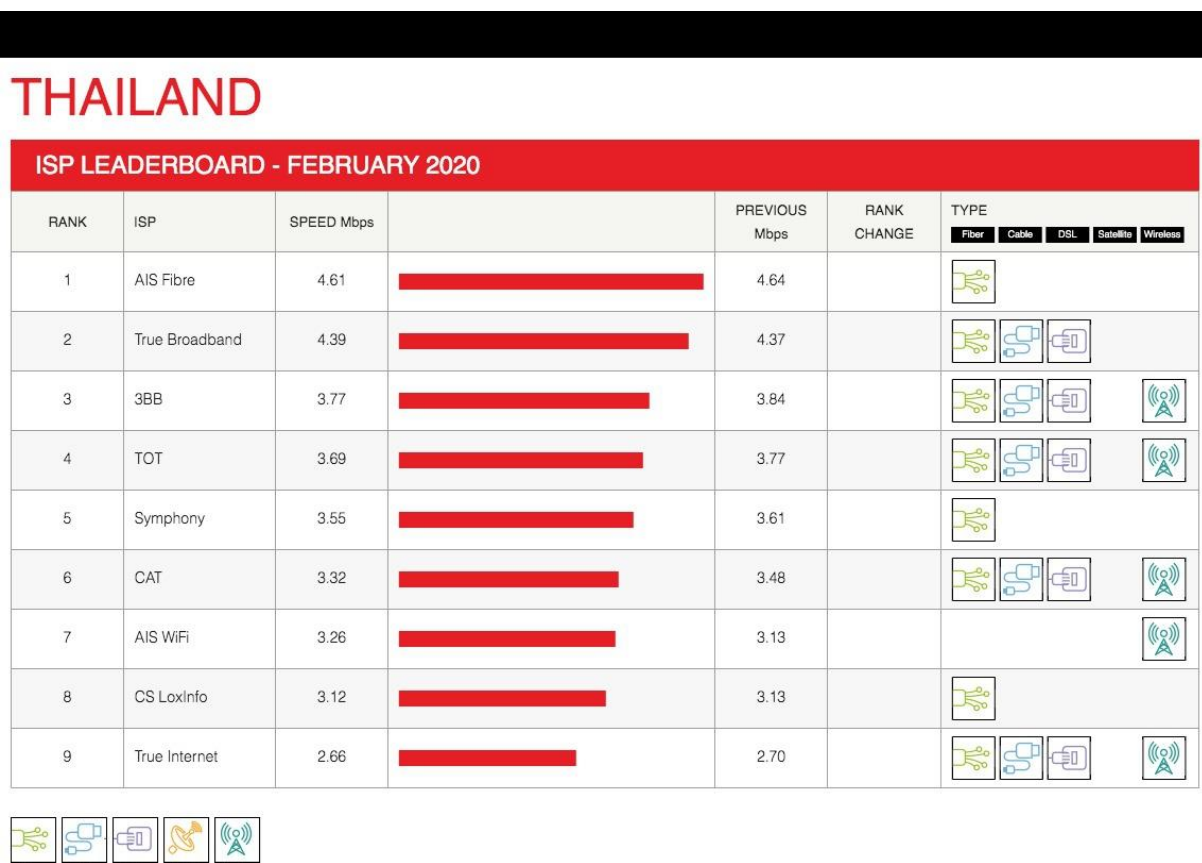 THAILAND
ISP LEADERBOARD - FEBRUARY 2020
RANK ISP SPEED Mbps PREVIOUS Mbps RANK CHANGE TYPE
Fiber Cable DSL Satellite Wireless
1 AIS Fibre 4.61 4.64
2 True Broadband 4.39 4.37
3 3BB 3.77 3.84
4 TOT 3.69 3.77
5 Symphony 3.55 3.61
6 CAT 3.32 3.48
7 AIS WiFi 3.26 3.13
8 CS LoxInfo 3.12 3.13
9 True Internet 2.66 2.70